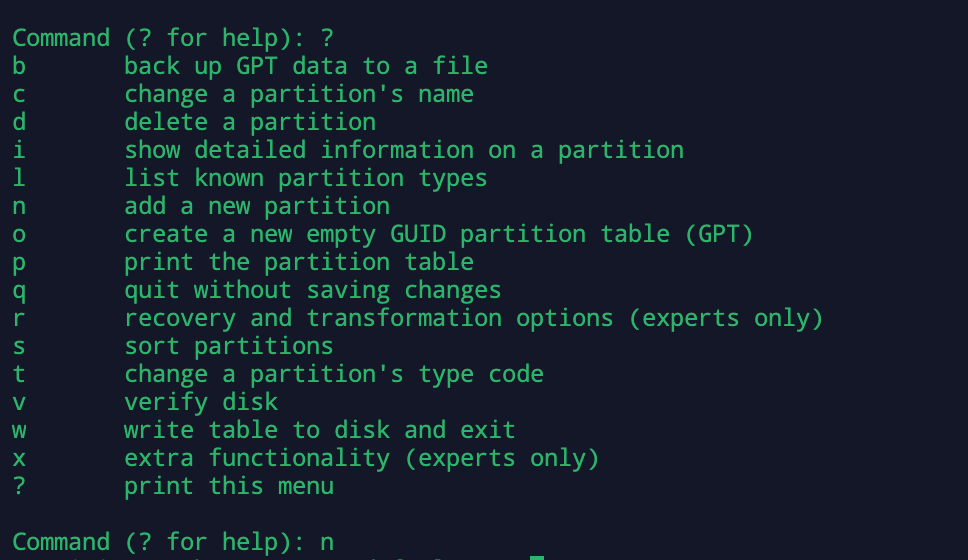 Command (? for help): ?
b       back up GPT data to a file
c       change a partition's name
d       delete a partition
i       show detailed information on a partition
l       list known partition types
n       add a new partition
o       create a new empty GUID partition table (GPT)
p       print the partition table
q       quit without saving changes
r       recovery and transformation options (experts only)
s       sort partitions
t       change a partition's type code
v       verify disk
w       write table to disk and exit
x       extra functionality (experts only)
?       print this menu
Command (? for help): n